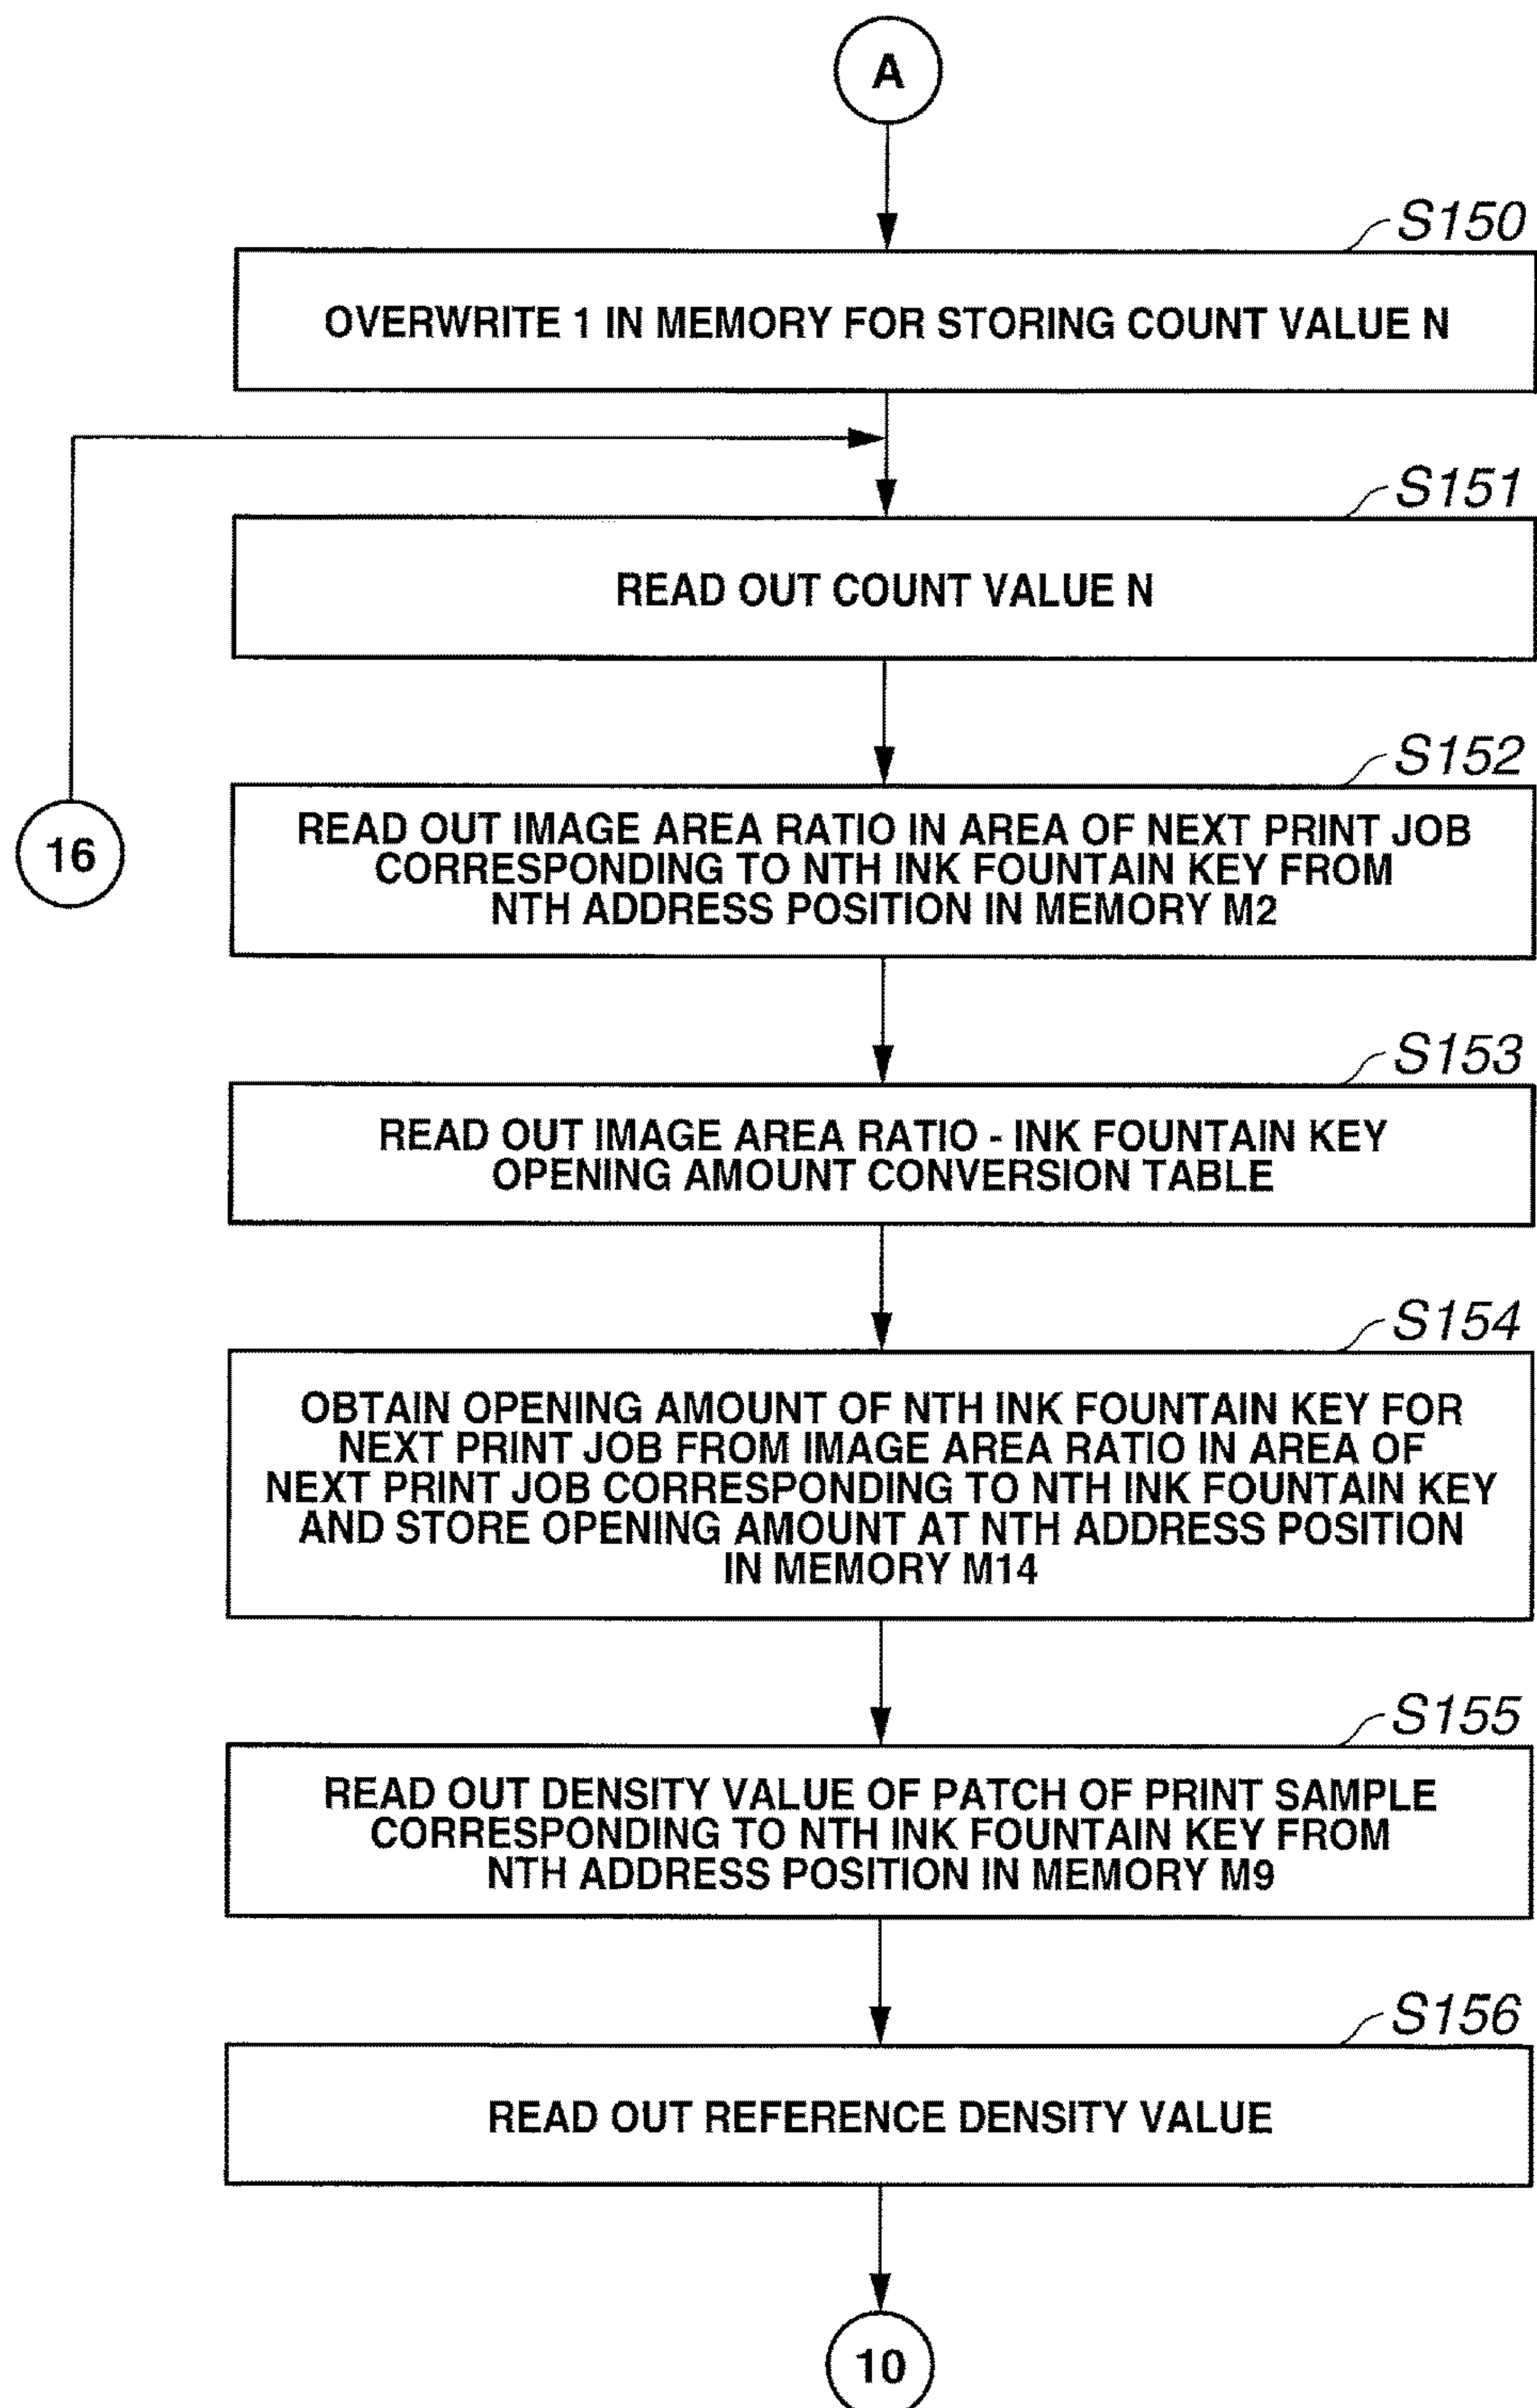 A
S150
OVERWRITE 1 IN MEMORY FOR STORING COUNT VALUE N
S151
READ OUT COUNT VALUE N
S152
READ OUT IMAGE AREA RATIO IN AREA OF NEXT PRINT JOB
CORRESPONDING TO NTH INK FOUNTAIN KEY FROM
NTH ADDRESS POSITION IN MEMORY M2
16
S153
READ OUT IMAGE AREA RATIO - INK FOUNTAIN KEY
OPENING AMOUNT CONVERSION TABLE
S154
OBTAIN OPENING AMOUNT OF NTH INK FOUNTAIN KEY FOR
NEXT PRINT JOB FROM IMAGE AREA RATIO IN AREA OF
NEXT PRINT JOB CORRESPONDING TO NTH INK FOUNTAIN KEY
AND STORE OPENING AMOUNT AT NTH ADDRESS POSITION
IN MEMORY M14
S155
READ OUT DENSITY VALUE OF PATCH OF PRINT SAMPLE
CORRESPONDING TO NTH INK FOUNTAIN KEY FROM
NTH ADDRESS POSITION IN MEMORY M9
S156
READ OUT REFERENCE DENSITY VALUE
10